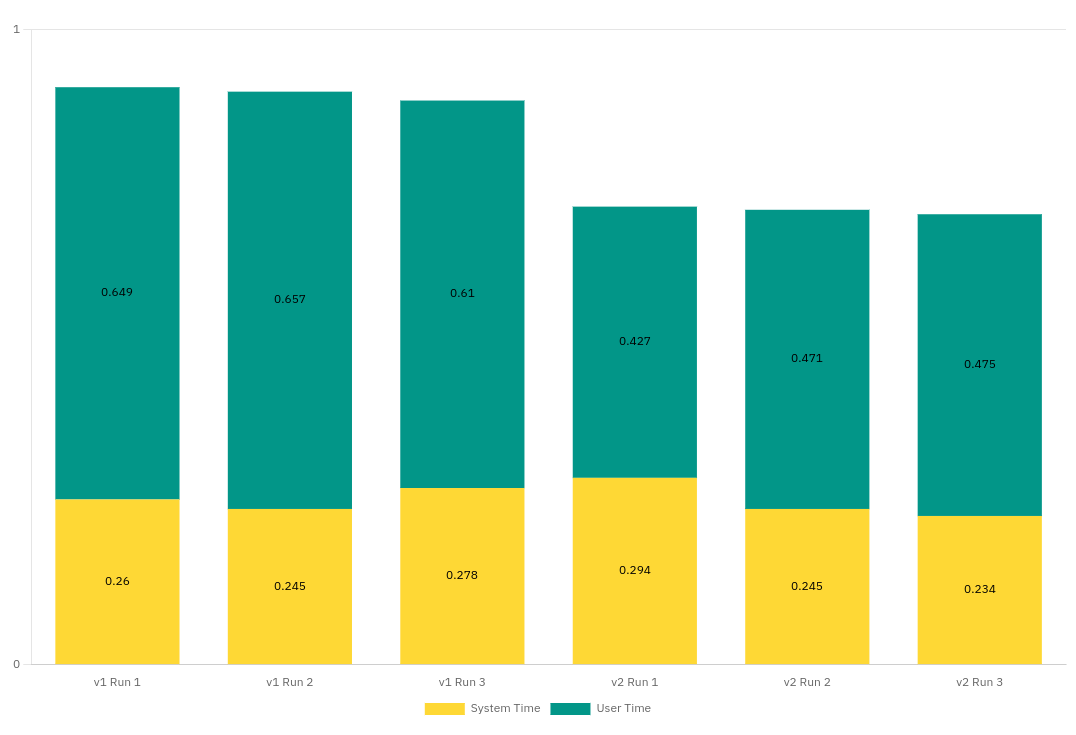 1
0.649
0.657
0.61
0.427
0.471
0.475
0.26
0.245
0.278
0.294
0.245
0.234
0
v1 Run 1
v1 Run 2
v1 Run 3
v2 Run 1
v2 Run 2
v2 Run 3
System Time
User Time